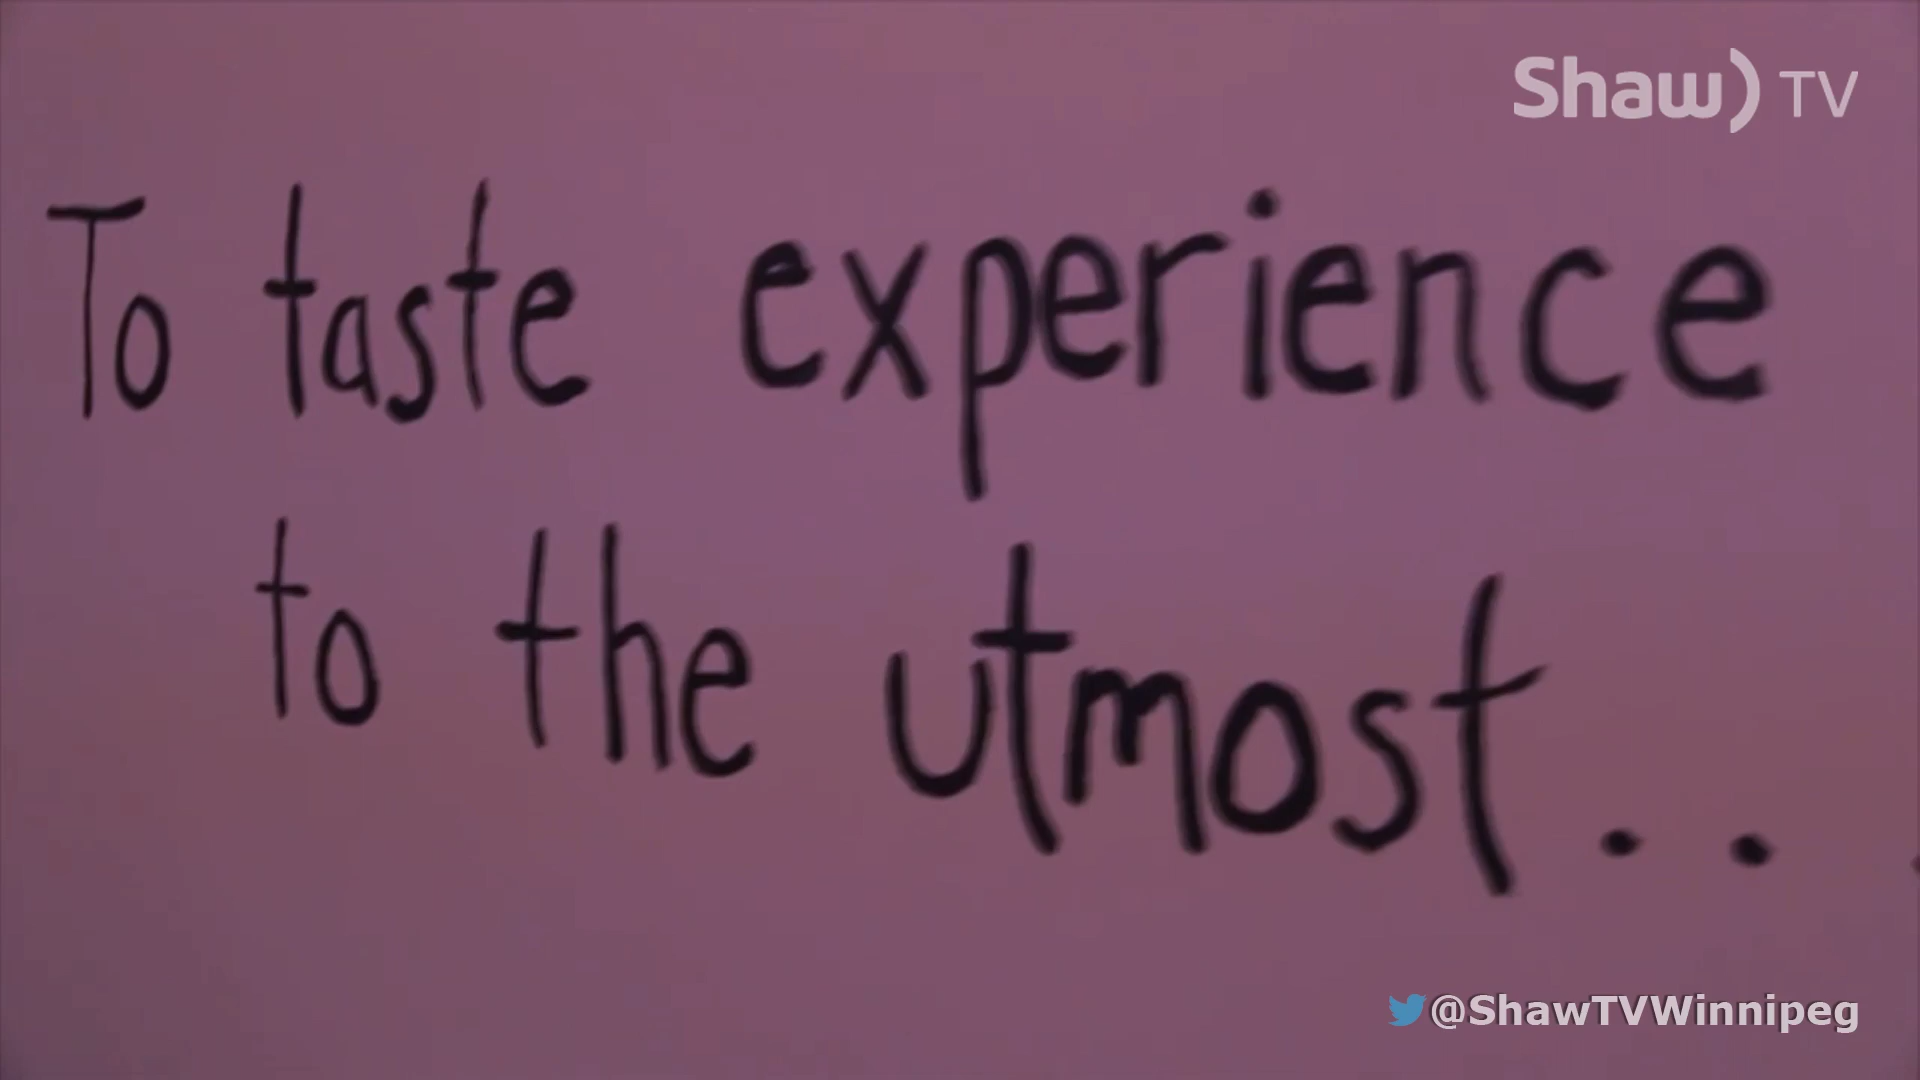 Shaw) TV
To taste experience
to the utmost...
@ShawTVWinnipeg